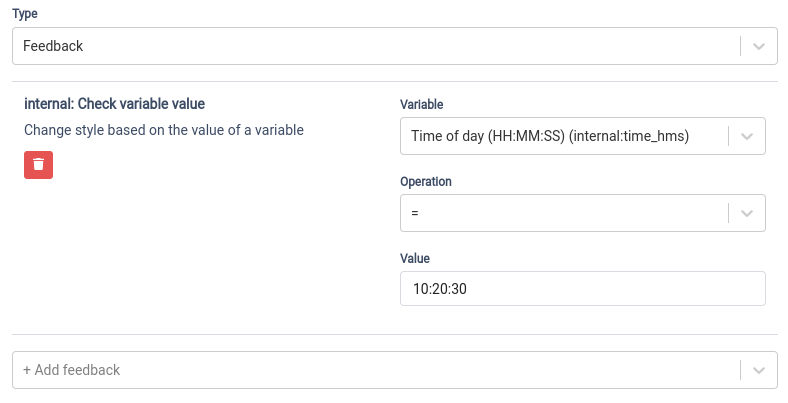 Type
Feedback
internal: Check variable value
Change style based on the value of a variable
Variable
Time of day (HH:MM:SS) (internal:time_hms)
Operation
=
Value
10:20:30
+ Add feedback